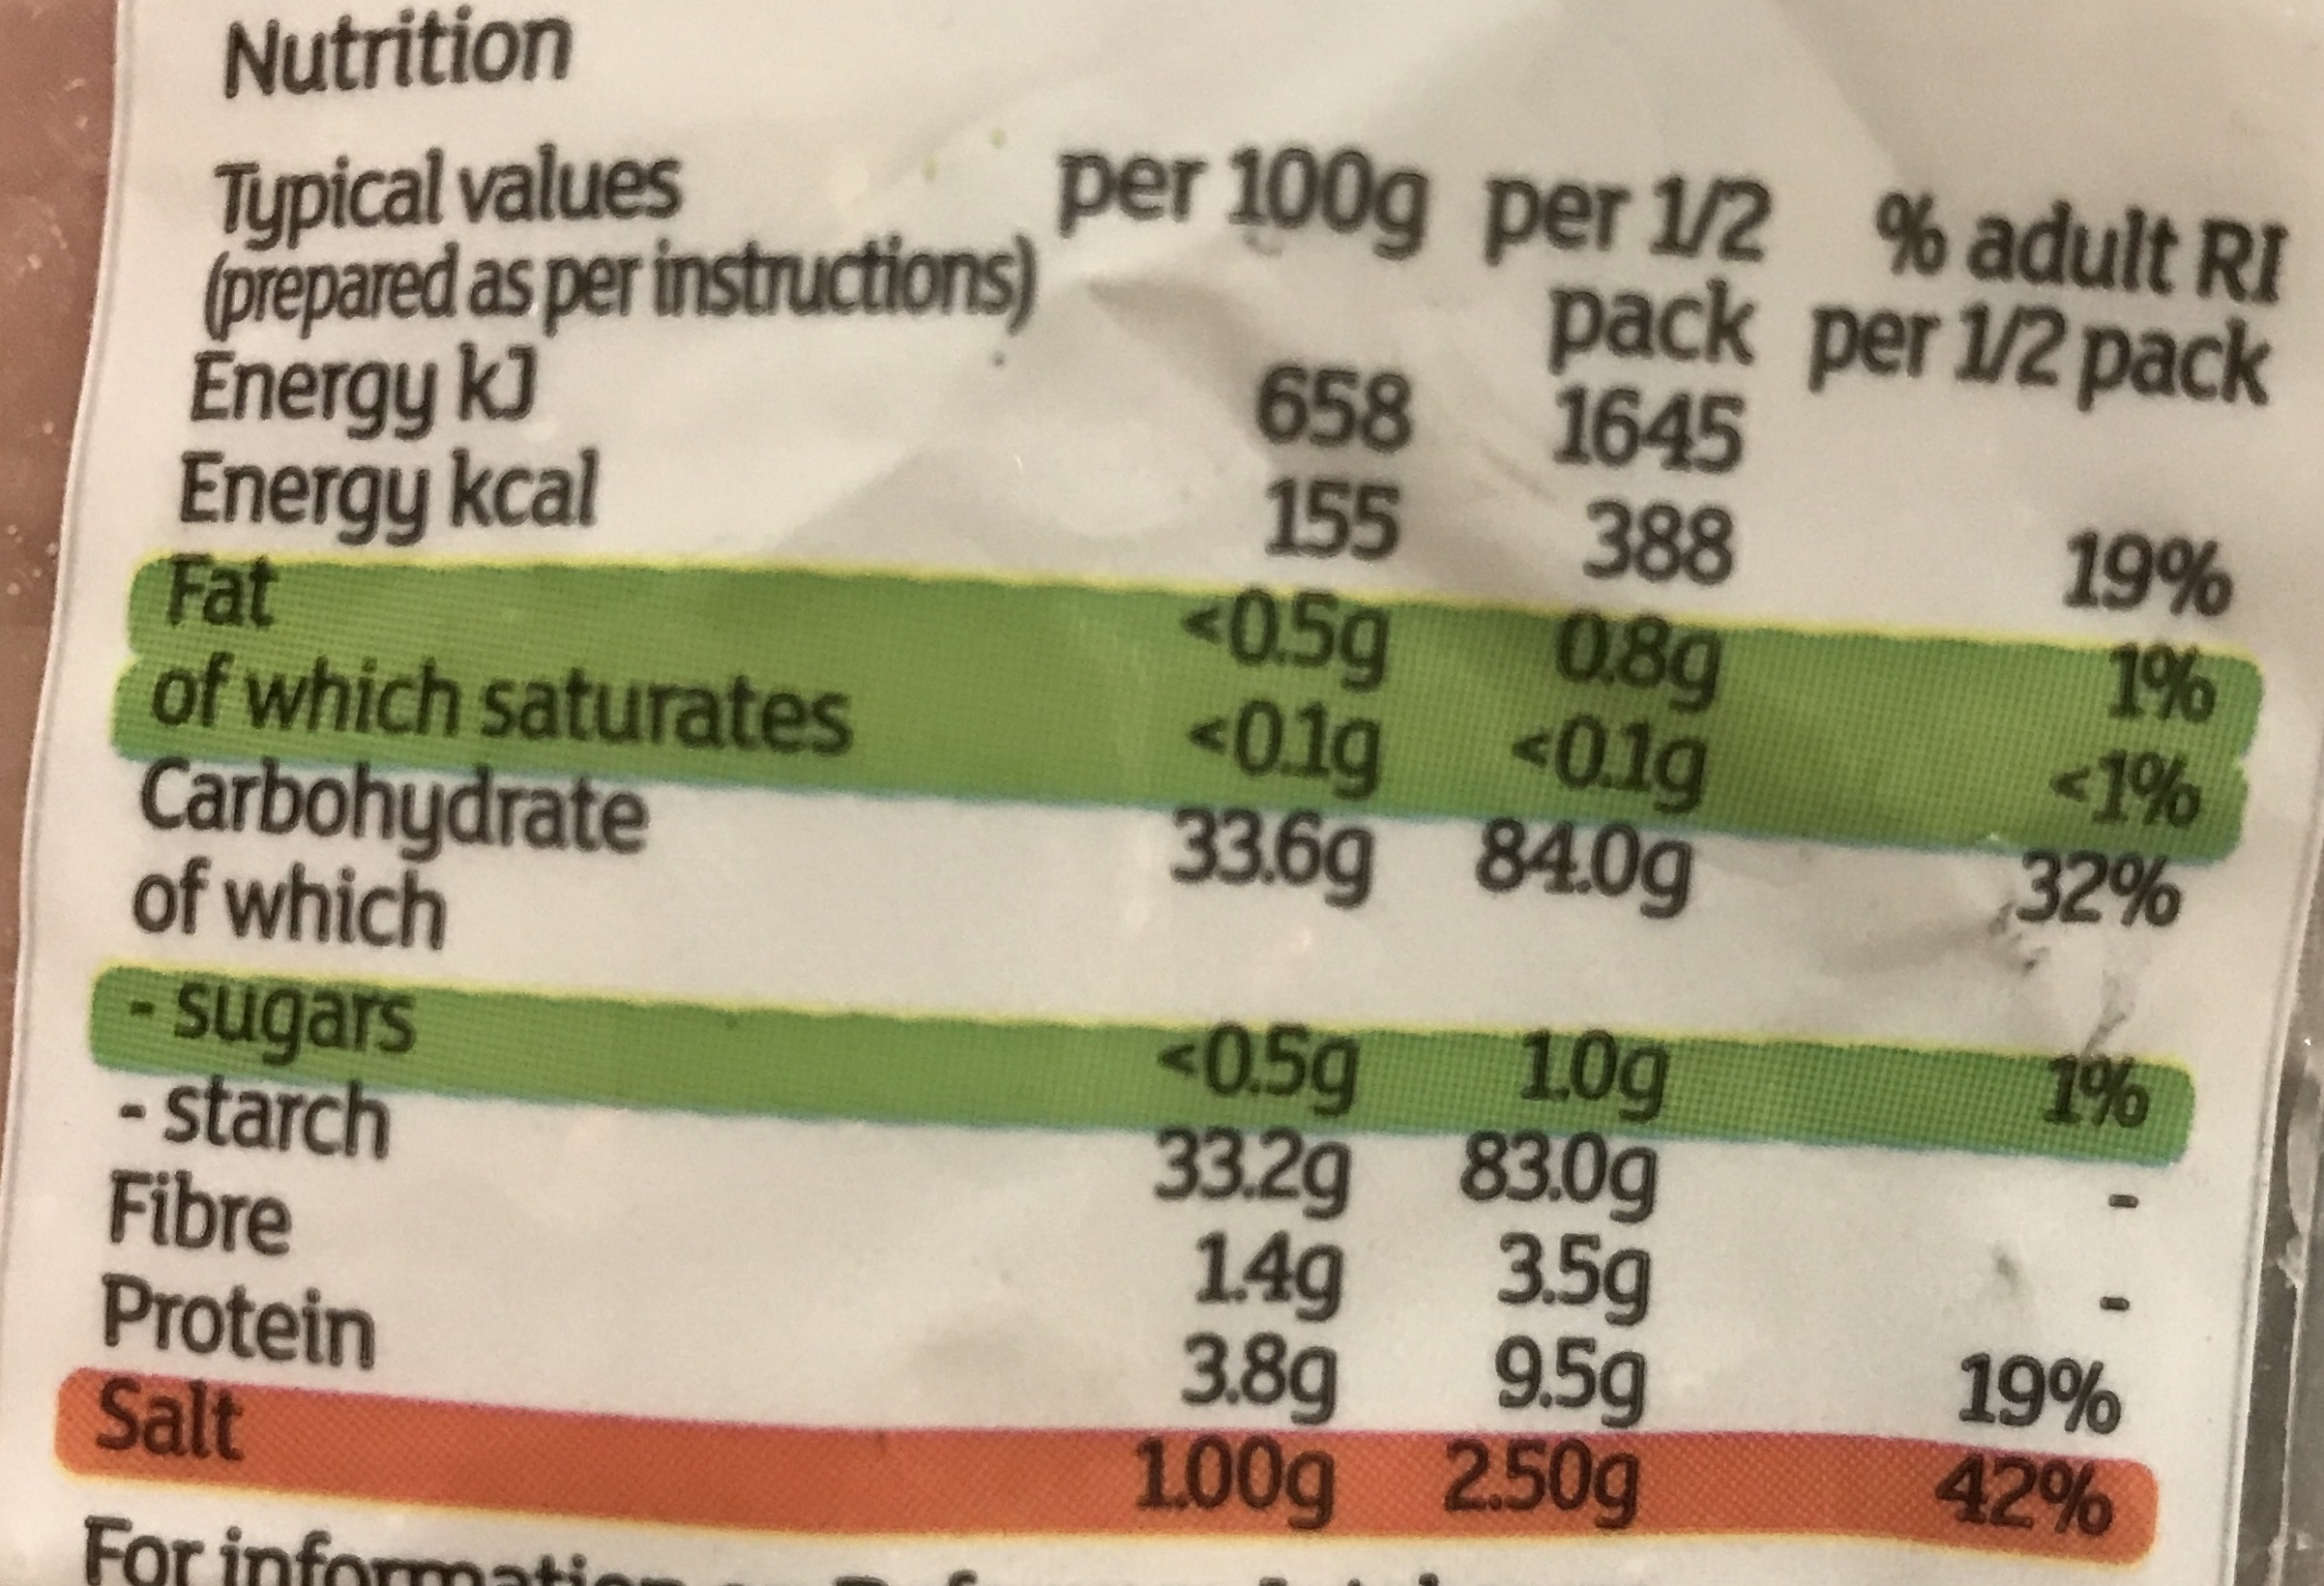 Nutrition
Typical values per 100g per 1/2 % adult RI
(prepared as per instructions) pack per 1/2 pack
Energy kJ 658 1645
Energy kcal 155 388 19%
Fat <0.5g 0.8g 1%
of which saturates <0.1g <0.1g <1%
Carbohydrate 33.6g 84.0g 32%
of which
- sugars <0.5g 1.0g 1%
- starch 33.2g 83.0g -
Fibre 1.4g 3.5g -
Protein 3.8g 9.5g 19%
Salt 1.00g 2.50g 42%
For information